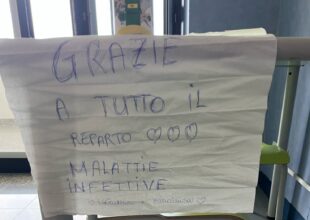 GRAZIE
A TUTTO IL
REPARTO ♡♡♡
MALATTIE
INFETTIVE